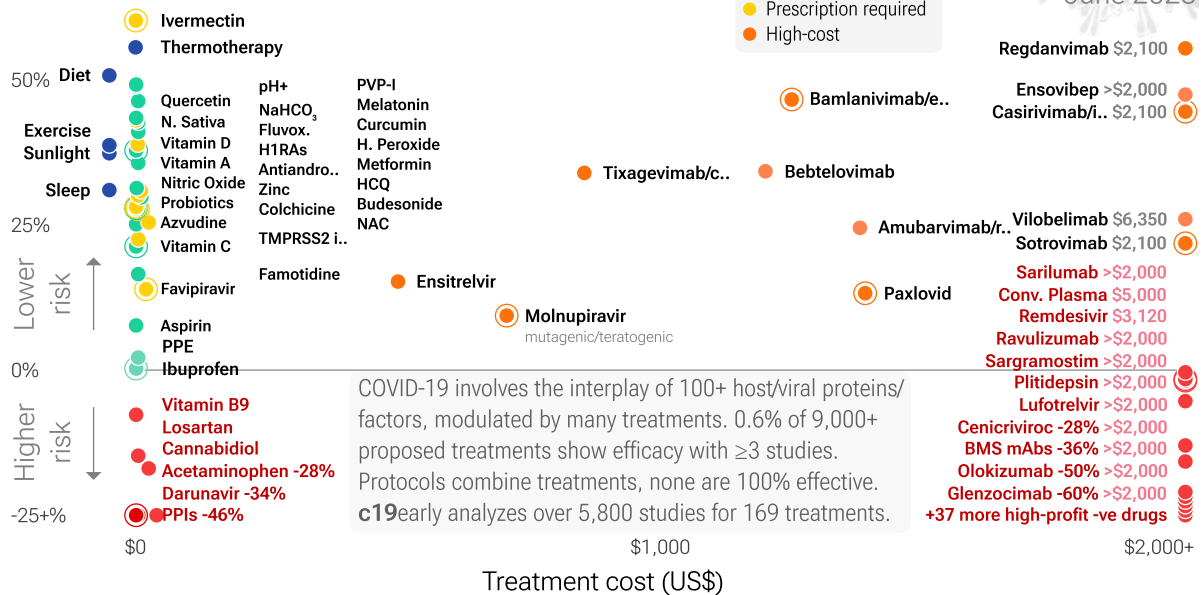 June 2025
Prescription required
High-cost
Ivermectin
Thermotherapy
Regdanvimab $2,100
50%
Diet
Quercetin
N. Sativa
Vitamin D
Vitamin A
Nitric Oxide
Probiotics
Azvudine
Vitamin C
Favipiravir
Aspirin
PPE
Ibuprofen
pH+
NaHCO3
Fluvox.
H1RAs
Antiandro..
Zinc
Colchicine
TMPRSS2 i..
Famotidine
PVP-I
Melatonin
Curcumin
H. Peroxide
Metformin
HCQ
Budesonide
NAC
Exercise
Sunlight
Sleep
25%
Lower risk
0%
Higher risk
-25+%
Bamlanivimab/e..
Ensovibep >$2,000
Casirivimab/i.. $2,100
Tixagevimab/c..
Bebtelovimab
Amubarvimab/r..
Vilobelimab $6,350
Sotrovimab $2,100
Ensitrelvir
Paxlovid
Molnupiravir
mutagenic/teratogenic
Sarilumab >$2,000
Conv. Plasma $5,000
Remdesivir $3,120
Ravulizumab >$2,000
Sargramostim >$2,000
Plitidepsin >$2,000
Lufotrelvir >$2,000
Cenicriviroc -28% >$2,000
BMS mAbs -36% >$2,000
Olokizumab -50% >$2,000
Glenzocimab -60% >$2,000
+37 more high-profit -ve drugs
Vitamin B9
Losartan
Cannabidiol
Acetaminophen -28%
Darunavir -34%
PPIs -46%
COVID-19 involves the interplay of 100+ host/viral proteins/
factors, modulated by many treatments. 0.6% of 9,000+
proposed treatments show efficacy with ≥3 studies.
Protocols combine treatments, none are 100% effective.
c19early analyzes over 5,800 studies for 169 treatments.
$0
$1,000
$2,000+
Treatment cost (US$)